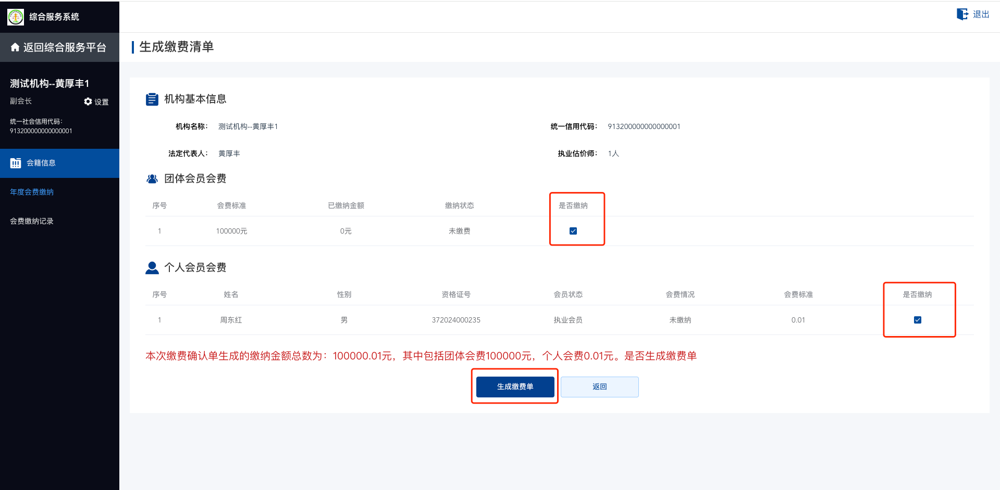 综合服务系统
退出
返回综合服务平台
生成缴费清单
测试机构--黄厚丰1
副会长
设置
统一社会信用代码:
913200000000000001
会籍信息
年度会费缴纳
会费缴纳记录
机构基本信息
机构名称: 测试机构--黄厚丰1
统一信用代码: 913200000000000001
法定代表人: 黄厚丰
执业估价师: 1人
团体会员会费
序号 会费标准 已缴纳金额 缴纳状态 是否缴纳
1 100000元 0元 未缴费
个人会员会费
序号 姓名 性别 资格证号 会员状态 会费情况 会费标准 是否缴纳
1 周东红 男 372024000235 执业会员 未缴纳 0.01
本次缴费确认单生成的缴纳金额总数为：100000.01元，其中包括团体会费100000元，个人会费0.01元。是否生成缴费单
生成缴费单
返回